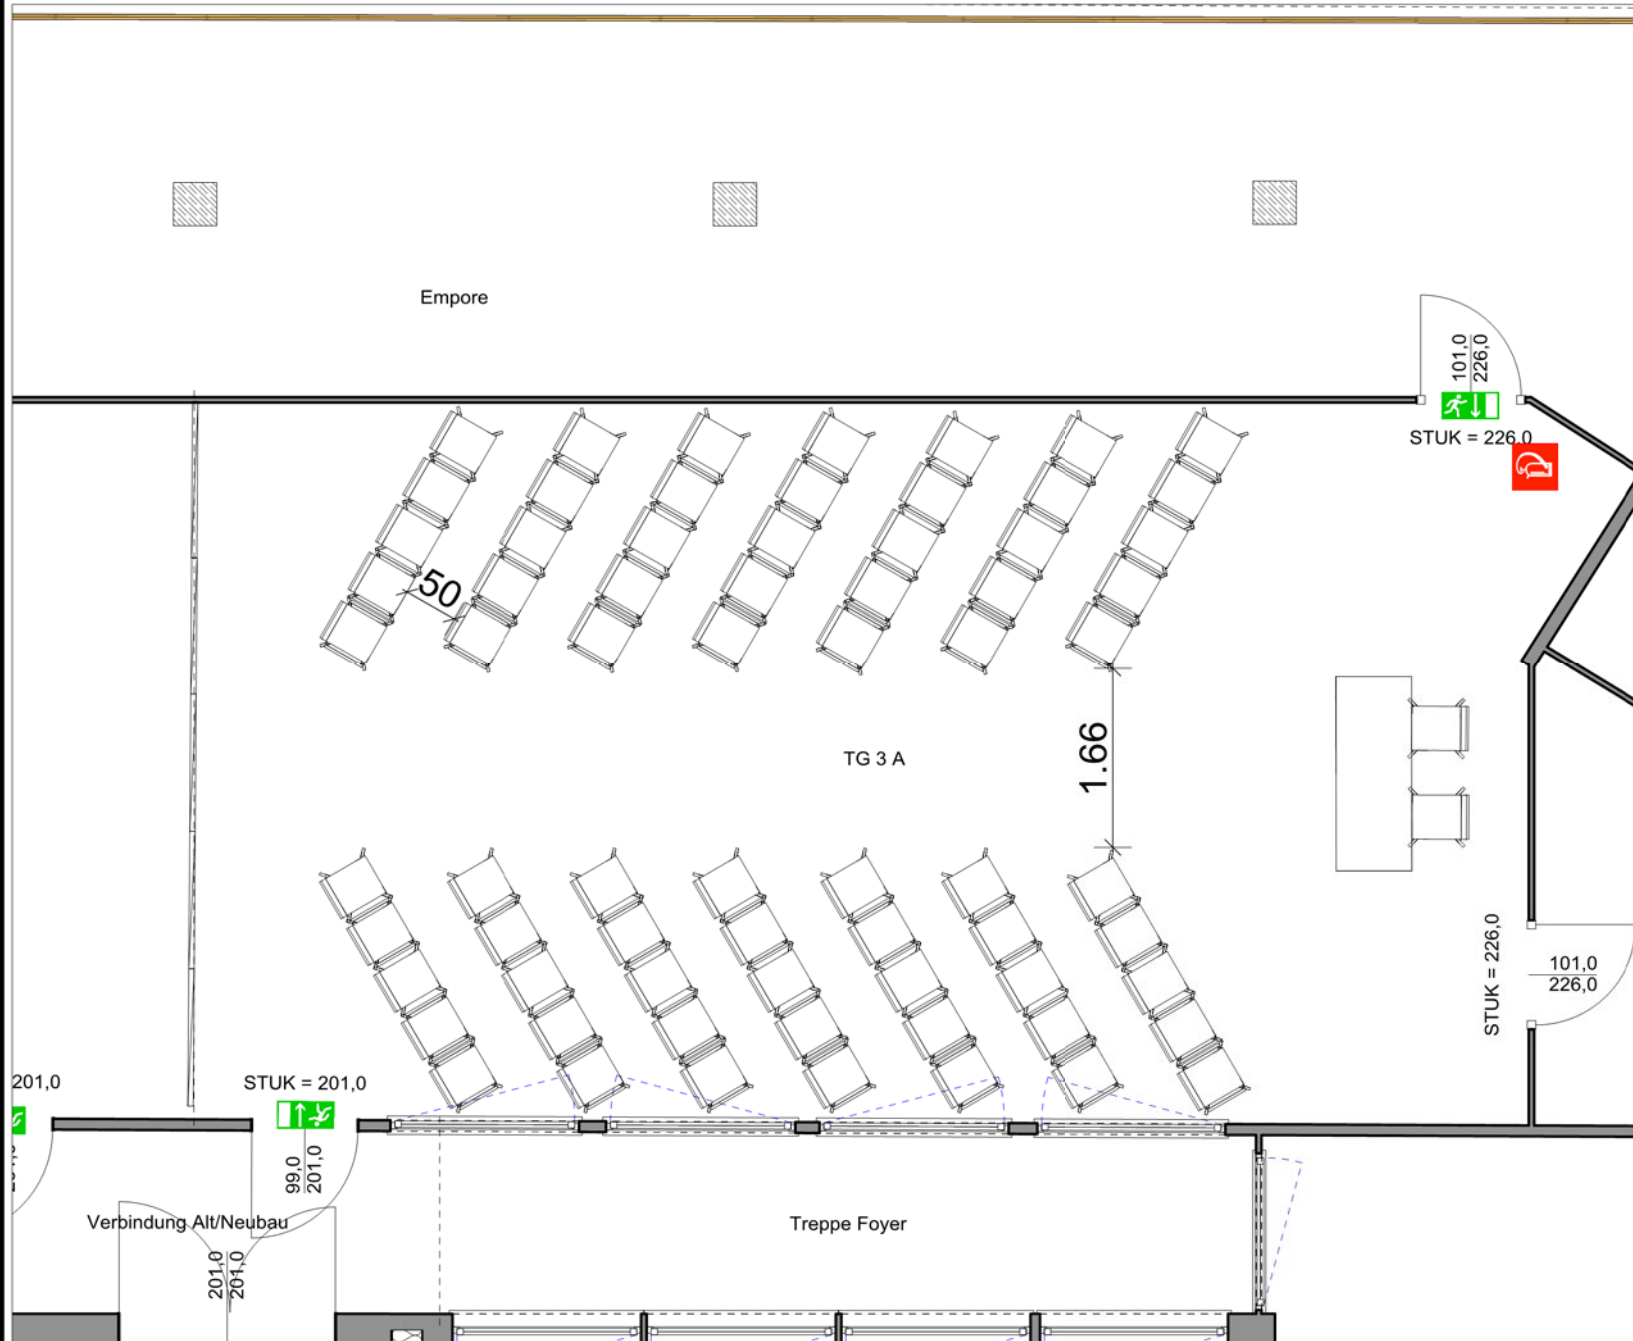 Empore
101,0
226,0
STUK = 226,0
50
TG 3 A
1.66
STUK = 226,0
101,0
226,0
201,0
STUK = 201,0
99,0
201,0
Verbindung Alt/Neubau
Treppe Foyer
201,0
201,0